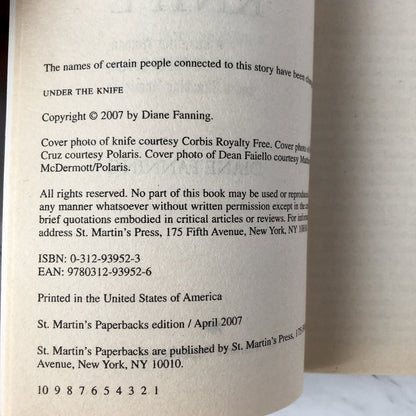 The names of certain people connected to this story have been
UNDER THE KNIFE
Copyright © 2007 by Diane Fanning.
Cover photo of knife courtesy Corbis Royalty Free. Cover photo of
Cruz courtesy Polaris. Cover photo of Dean Faiello courtesy
McDermott/Polaris.
All rights reserved. No part of this book may be used or reproduced
any manner whatsoever without written permission except in the
brief quotations embodied in critical articles or reviews. For
address St. Martin's Press, 175 Fifth Avenue, New York, NY
ISBN: 0-312-93952-3
EAN: 9780312-93952-6
Printed in the United States of America
St. Martin's Paperbacks edition / April 2007
St. Martin's Paperbacks are published by St. Martin's Press, 175
Avenue, New York, NY 10010.
10 9 8 7 6 5 4 3 2 1